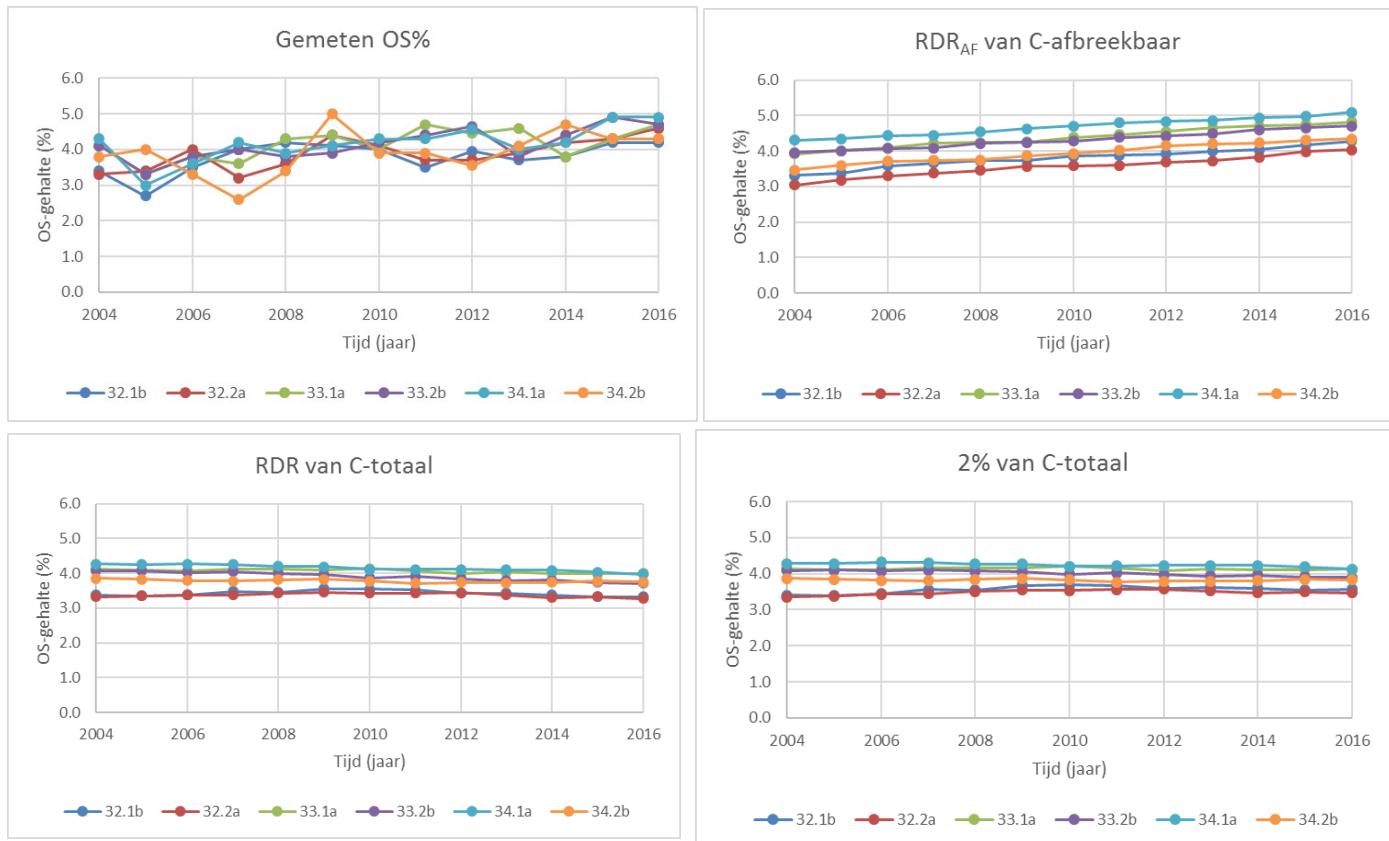 Gemeten OS%
OS-gehalte (%)
6.0
5.0
4.0
3.0
2.0
1.0
0.0
2004 2006 2008 2010 2012 2014 2016
Tijd (jaar)
32.1b 32.2a 33.1a 33.2b 34.1a 34.2b
RDRAF van C-afbreekbaar
OS-gehalte (%)
6.0
5.0
4.0
3.0
2.0
1.0
0.0
2004 2006 2008 2010 2012 2014 2016
Tijd (jaar)
32.1b 32.2a 33.1a 33.2b 34.1a 34.2b
RDR van C-totaal
OS-gehalte (%)
6.0
5.0
4.0
3.0
2.0
1.0
0.0
2004 2006 2008 2010 2012 2014 2016
Tijd (jaar)
32.1b 32.2a 33.1a 33.2b 34.1a 34.2b
2% van C-totaal
OS-gehalte (%)
6.0
5.0
4.0
3.0
2.0
1.0
0.0
2004 2006 2008 2010 2012 2014 2016
Tijd (jaar)
32.1b 32.2a 33.1a 33.2b 34.1a 34.2b